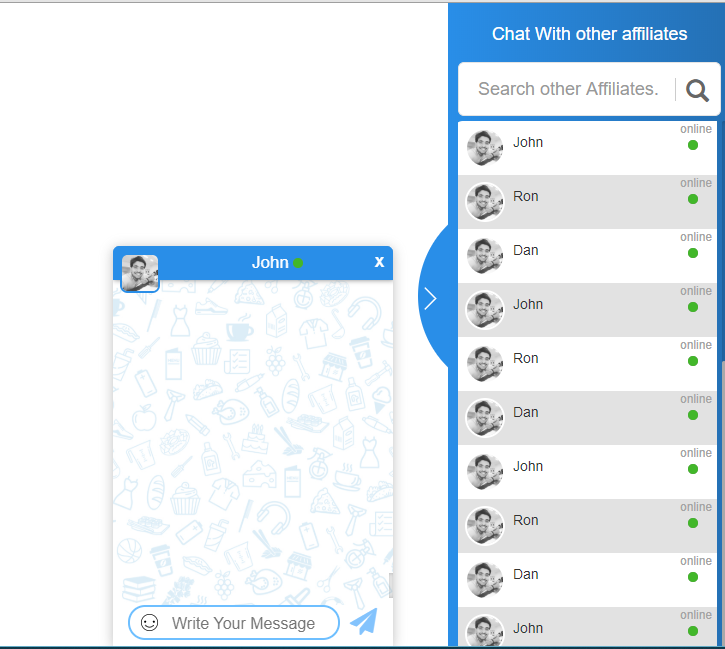 Chat With other affiliates
Search other Affiliates.
online
John
online
Ron
online
Dan
online
John
online
Ron
online
Dan
online
John
online
Ron
online
Dan
online
John
John
x
Write Your Message